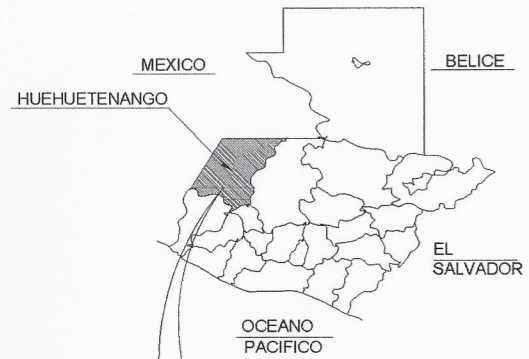 MEXICO
BELICE
HUEHUETENANGO
EL
SALVADOR
OCEANO
PACIFICO